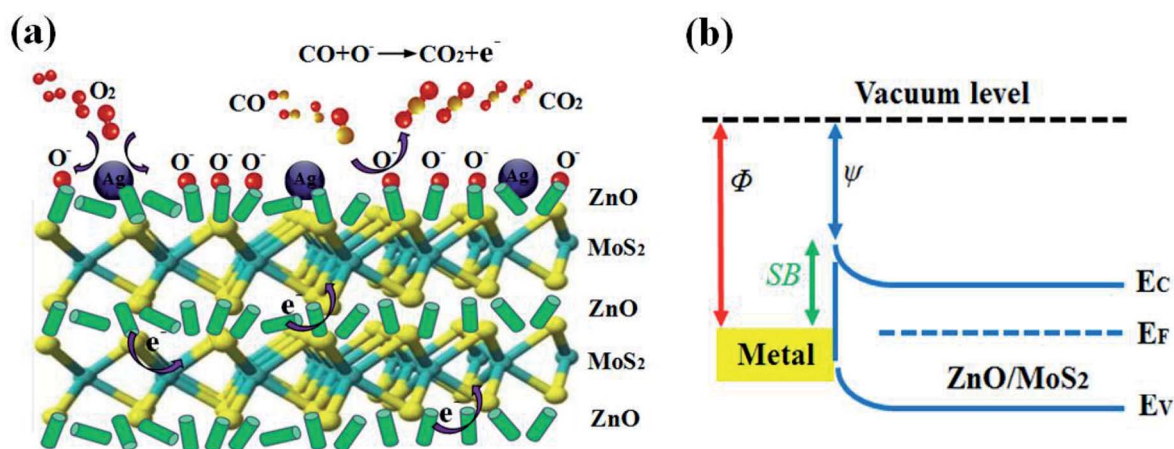 (a)
CO+O⁻→CO₂+e⁻
O₂
CO
CO₂
O⁻
O⁻ O⁻ O⁻
O⁻ O⁻ O⁻
O⁻
Ag
Ag
Ag
ZnO
MoS₂
ZnO
e⁻
e⁻
MoS₂
e⁻
ZnO
(b)
Vacuum level
Φ
ψ
SB
Metal
EC
EF
ZnO/MoS2
EV